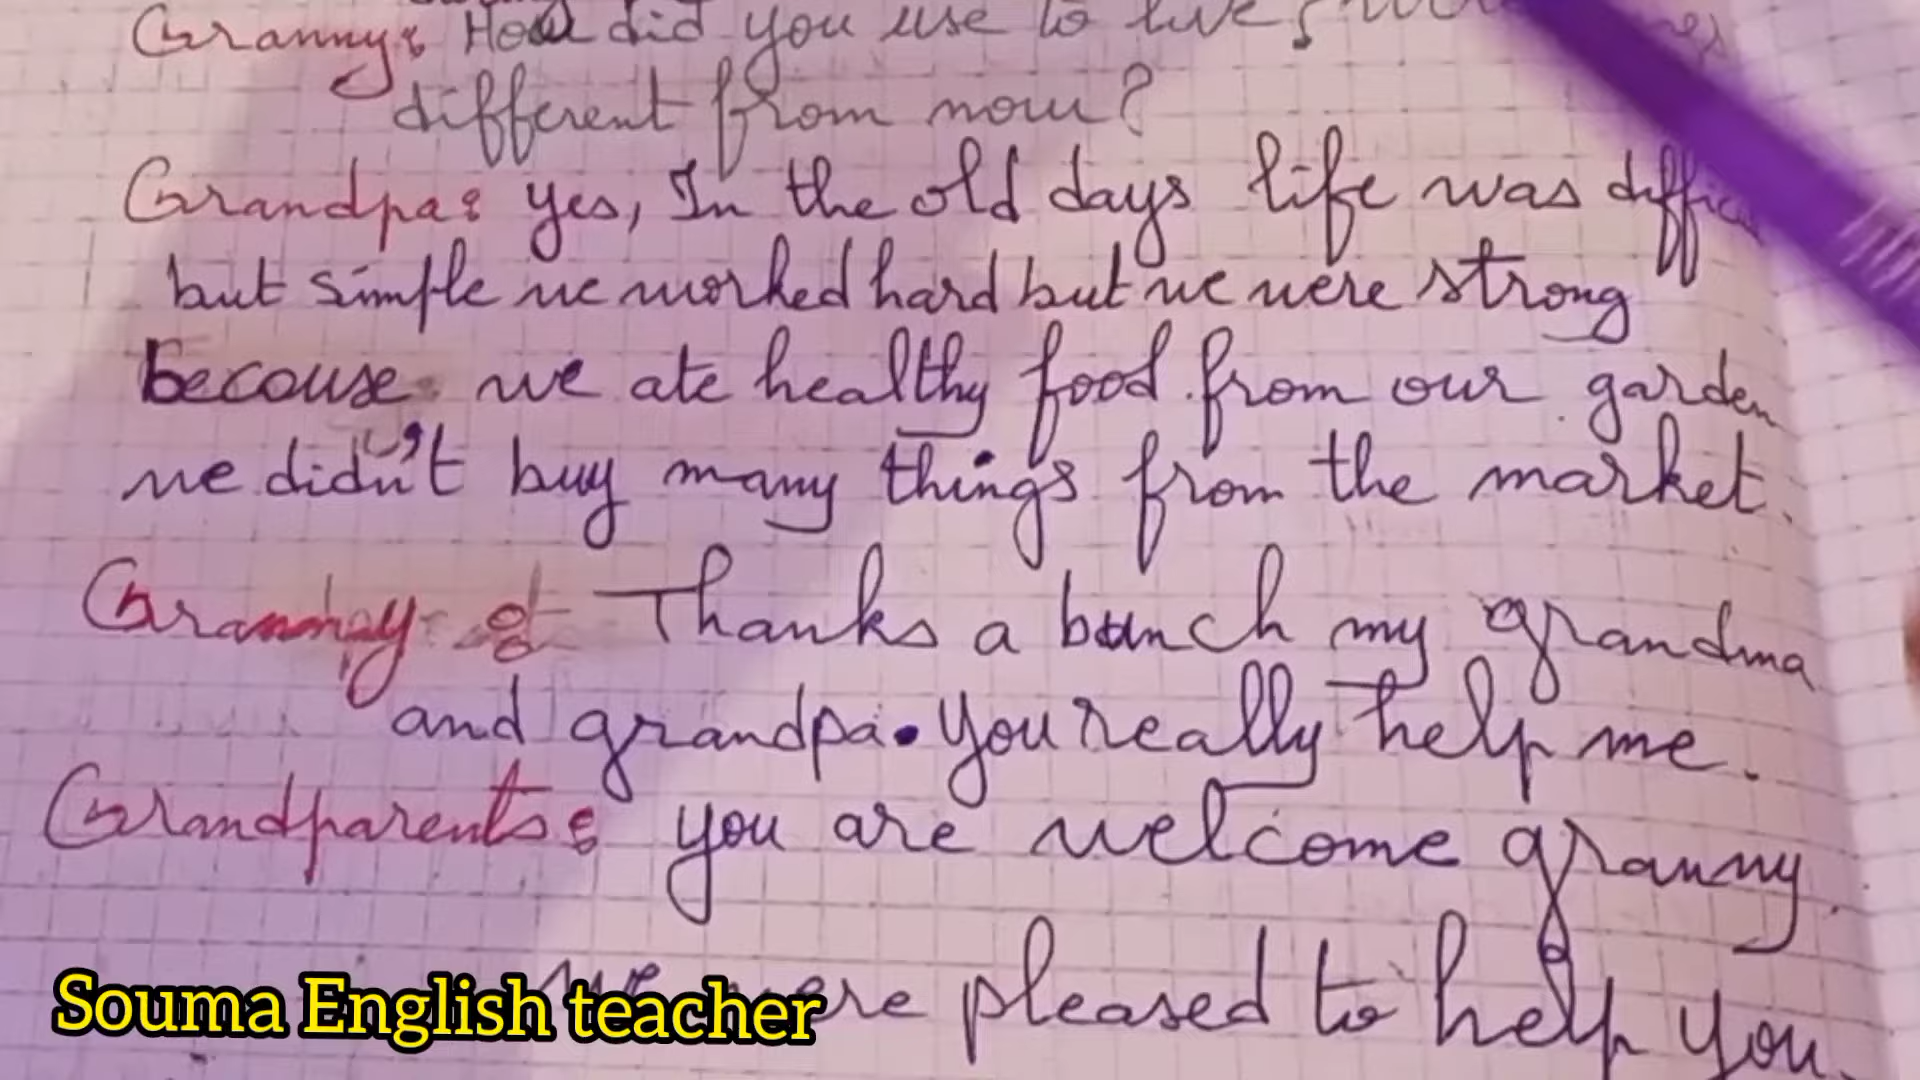 Granny: How did you use to live,
different from now?
Grandpa: yes, In the old days life was
but simple we worked hard but we were strong
becouse we ate healthy food from our garden
we didn't buy many things from the market.
Granny: Thanks a bunch my grandma
and grandpa. You really help me.
Grandparents: you are welcome granny.
we were pleased to help you.
Souma English teacher